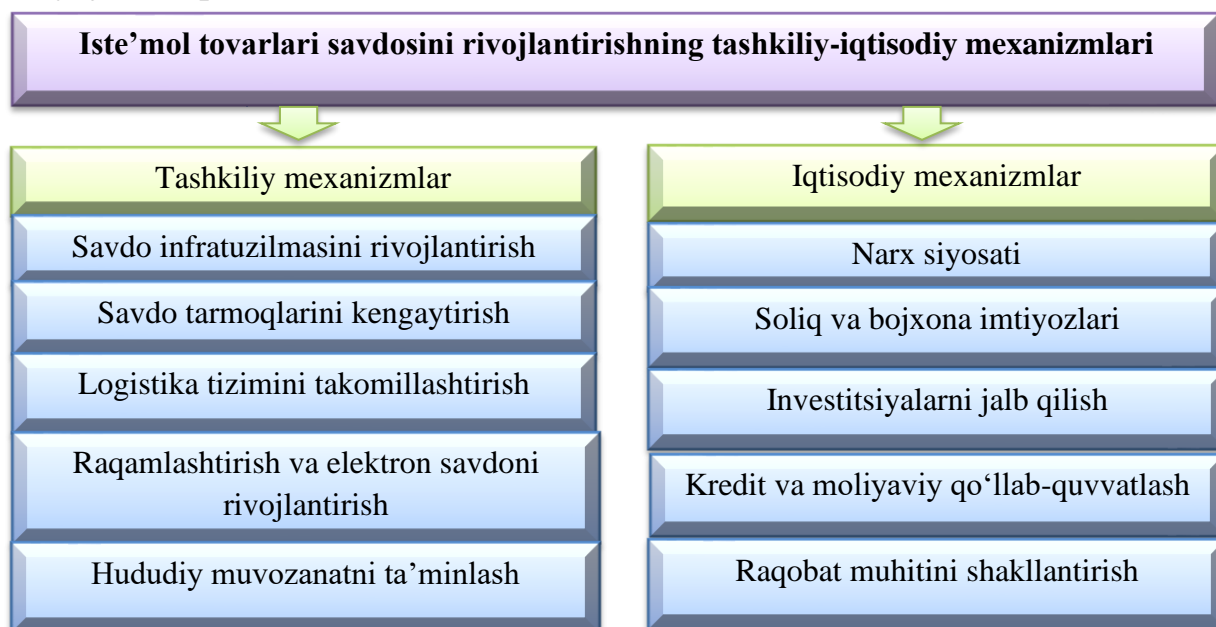 Iste’mol tovarlari savdosini rivojlantirishning tashkiliy-iqtisodiy mexanizmlari
Tashkiliy mexanizmlar
Savdo infratuzilmasini rivojlantirish
Savdo tarmoqlarini kengaytirish
Logistika tizimini takomillashtirish
Raqamlashtirish va elektron savdoni
rivojlantirish
Hududiy muvozanatni ta’minlash
Iqtisodiy mexanizmlar
Narx siyosati
Soliq va bojxona imtiyozlari
Investitsiyalarni jalb qilish
Kredit va moliyaviy qo‘llab-quvvatlash
Raqobat muhitini shakllantirish